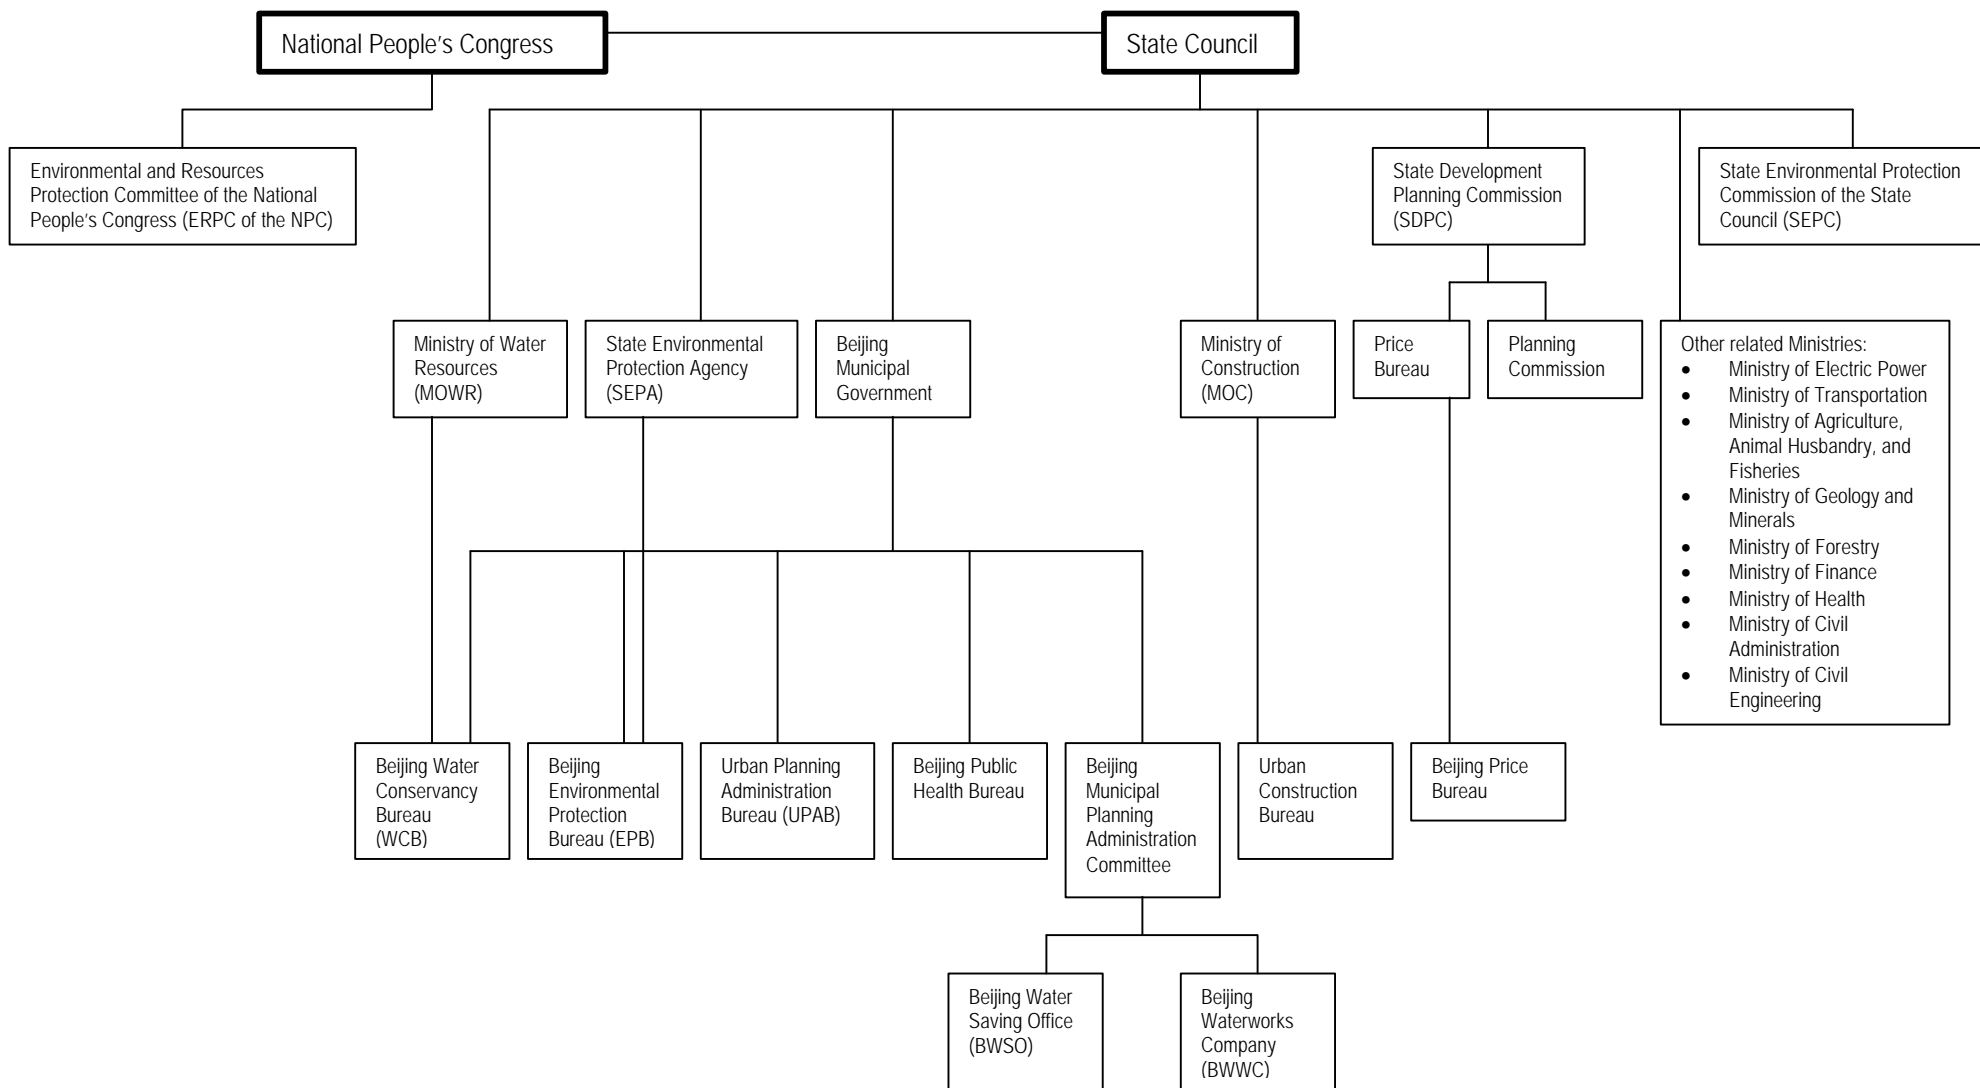 National People's Congress
State Council
Environmental and Resources
Protection Committee of the National
People's Congress (ERPC of the NPC)
State Development
Planning Commission
(SDPC)
State Environmental Protection
Commission of the State
Council (SEPC)
Ministry of Water
Resources
(MOWR)
State Environmental
Protection Agency
(SEPA)
Beijing
Municipal
Government
Ministry of
Construction
(MOC)
Price
Bureau
Planning
Commission
Other related Ministries:
• Ministry of Electric Power
• Ministry of Transportation
• Ministry of Agriculture,
Animal Husbandry, and
Fisheries
• Ministry of Geology and
Minerals
• Ministry of Forestry
• Ministry of Finance
• Ministry of Health
• Ministry of Civil
Administration
• Ministry of Civil
Engineering
Beijing Water
Conservancy
Bureau
(WCB)
Beijing
Environmental
Protection
Bureau (EPB)
Urban Planning
Administration
Bureau (UPAB)
Beijing Public
Health Bureau
Beijing
Municipal
Planning
Administration
Committee
Urban
Construction
Bureau
Beijing Price
Bureau
Beijing Water
Saving Office
(BWSO)
Beijing
Waterworks
Company
(BWWC)